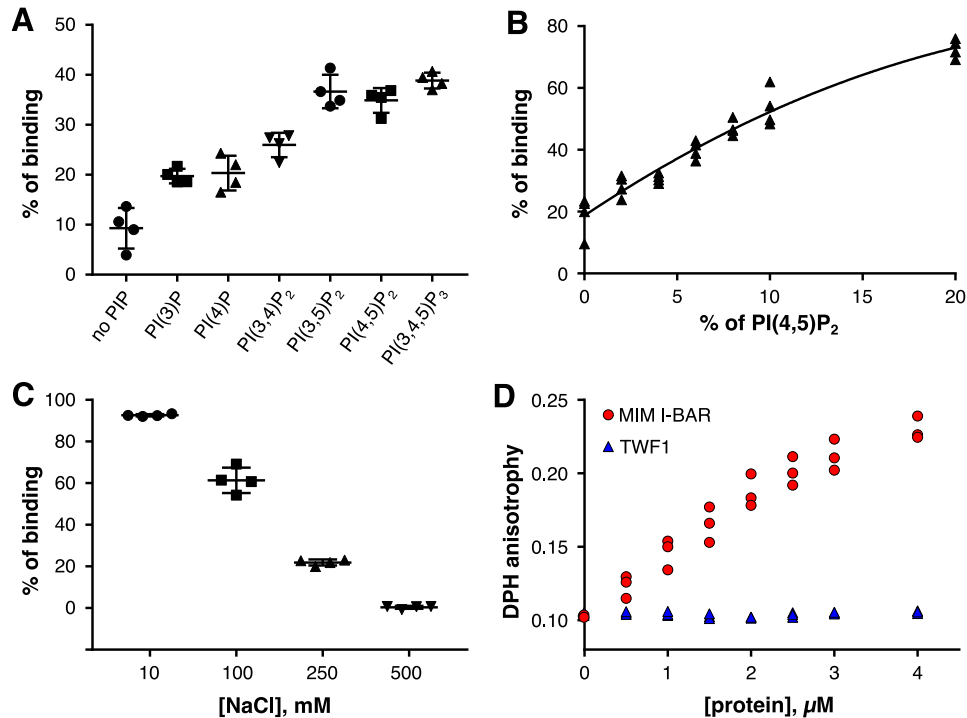 A
50
40
30
20
10
0
% of binding
no PIP
PI(3)P
PI(4)P
PI(3,4)P₂
PI(3,5)P₂
PI(4,5)P₂
PI(3,4,5)P₃
B
80
60
40
20
0
% of binding
0 5 10 15 20
% of PI(4,5)P₂
C
100
80
60
40
20
0
% of binding
10 100 250 500
[NaCl], mM
D
0.25
0.20
0.15
0.10
DPH anisotrophy
MIM I-BAR
TWF1
0 1 2 3 4
[protein], µM